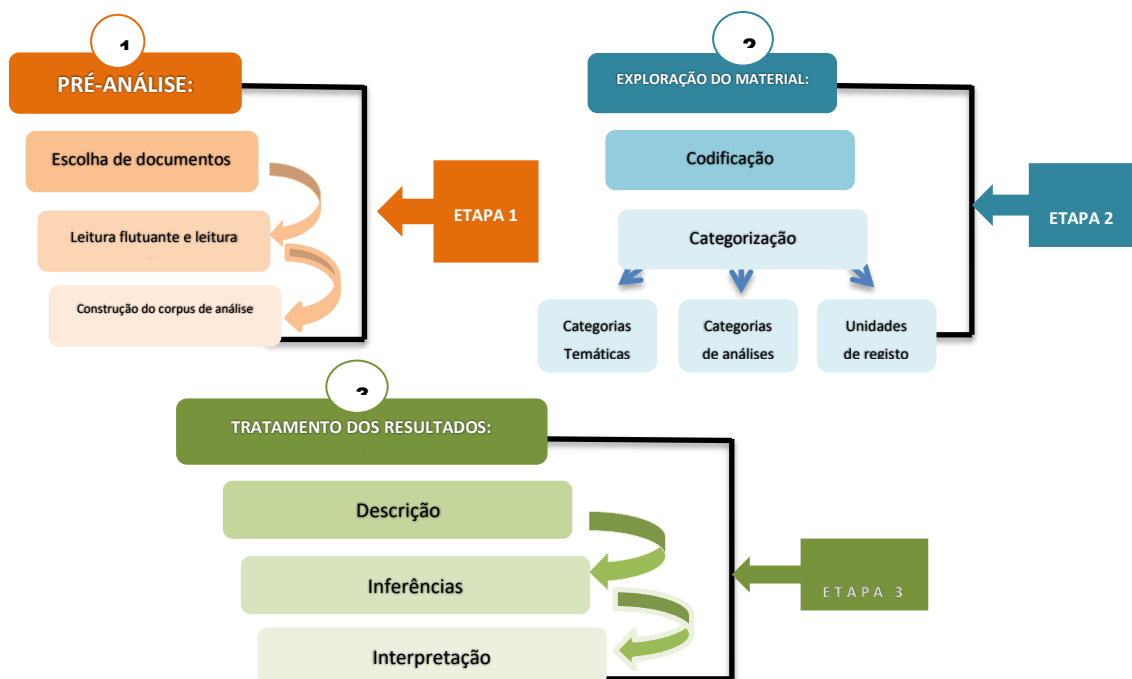 1
PRÉ-ANÁLISE:
Escolha de documentos
Leitura flutuante e leitura
Construção do corpus de análise
ETAPA 1
2
EXPLORAÇÃO DO MATERIAL:
Codificação
Categorização
Categorias
Temáticas
Categorias
de análises
Unidades
de registo
ETAPA 2
3
TRATAMENTO DOS RESULTADOS:
Descrição
Inferências
Interpretação
ETAPA 3